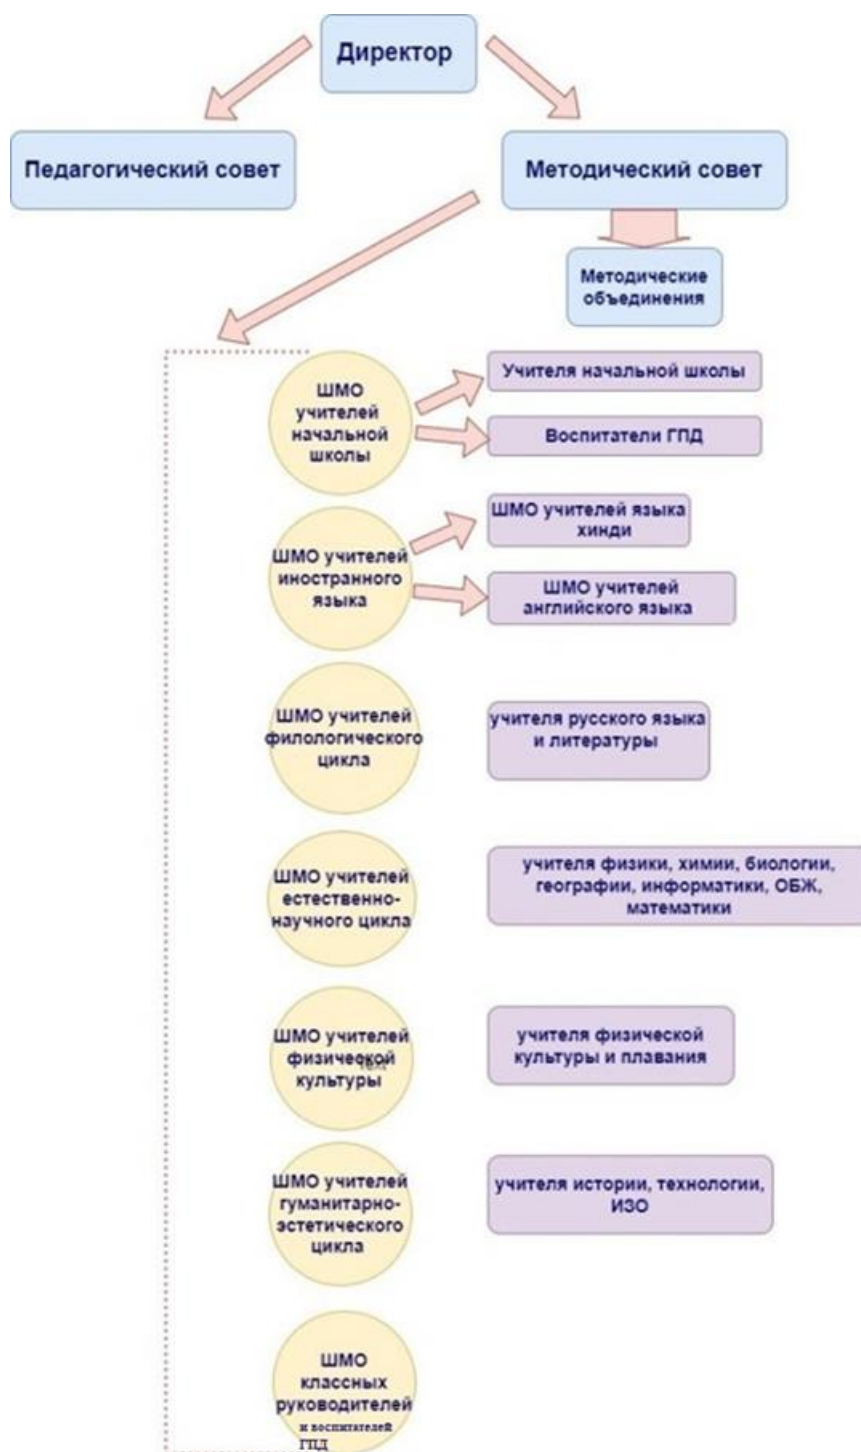 Директор
Педагогический совет
Методический совет
Методические
объединения
ШМО
учителей
начальной
школы
Учителя начальной школы
Воспитатели ГПД
ШМО учителей
иностранного
языка
ШМО учителей языка
хинди
ШМО учителей
английского языка
ШМО учителей
филологического
цикла
учителя русского языка
и литературы
ШМО учителей
естественно-
научного цикла
учителя физики, химии, биологии,
географии, информатики, ОБЖ,
математики
ШМО учителей
физической
культуры
учителя физической
культуры и плавания
ШМО учителей
гуманитарно-
эстетического
цикла
учителя истории, технологии,
ИЗО
ШМО
классных
руководителей
и воспитателей
ГПД